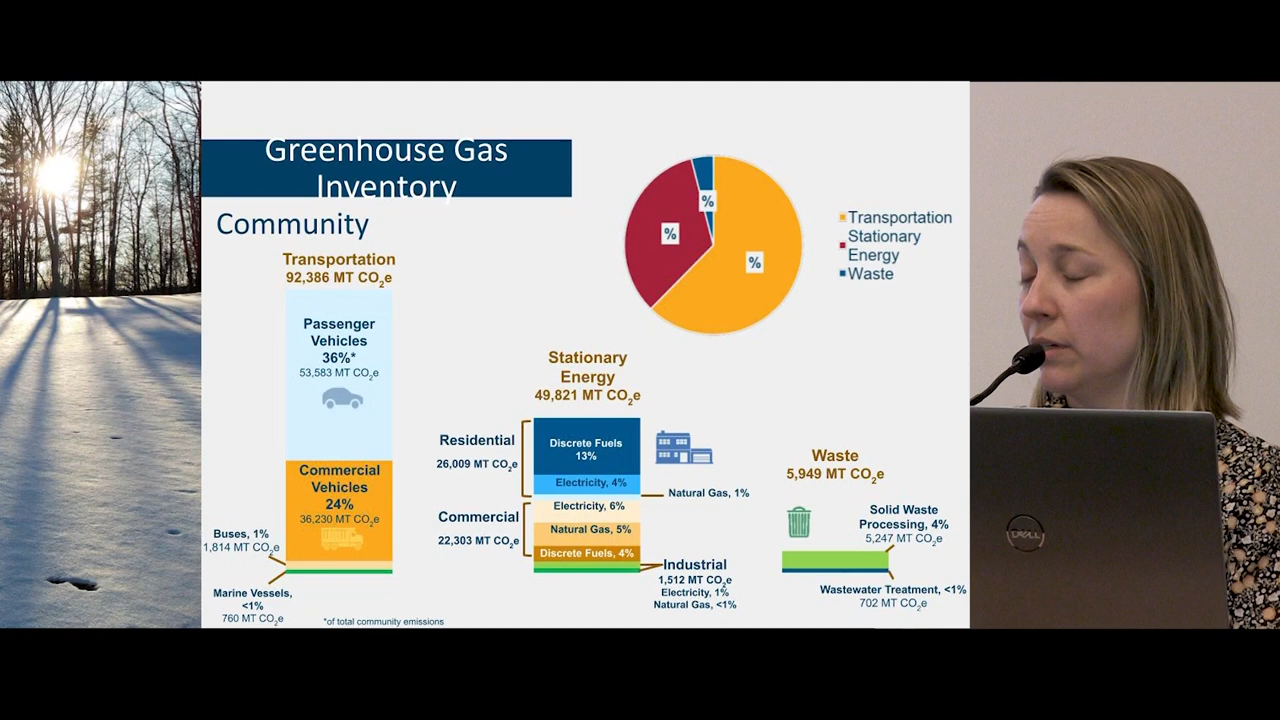 Greenhouse Gas
Inventory
Community
Transportation
92,386 MT CO2e
Passenger
Vehicles
36%*
53,583 MT CO2e
Commercial
Vehicles
24%
36,230 MT CO2e
Buses, 1%
1,814 MT CO2e
Marine Vessels,
<1%
760 MT CO2e
*of total community emissions
Stationary
Energy
49,821 MT CO2e
Residential
26,009 MT CO2e
Discrete Fuels
13%
Electricity, 4%
Natural Gas, 1%
Commercial
22,303 MT CO2e
Electricity, 6%
Natural Gas, 5%
Discrete Fuels, 4%
Industrial
1,512 MT CO2e
Electricity, 1%
Natural Gas, <1%
%
%
%
Transportation
Stationary
Energy
Waste
Waste
5,949 MT CO2e
Solid Waste
Processing, 4%
5,247 MT CO2e
Wastewater Treatment, <1%
702 MT CO2e
DELL